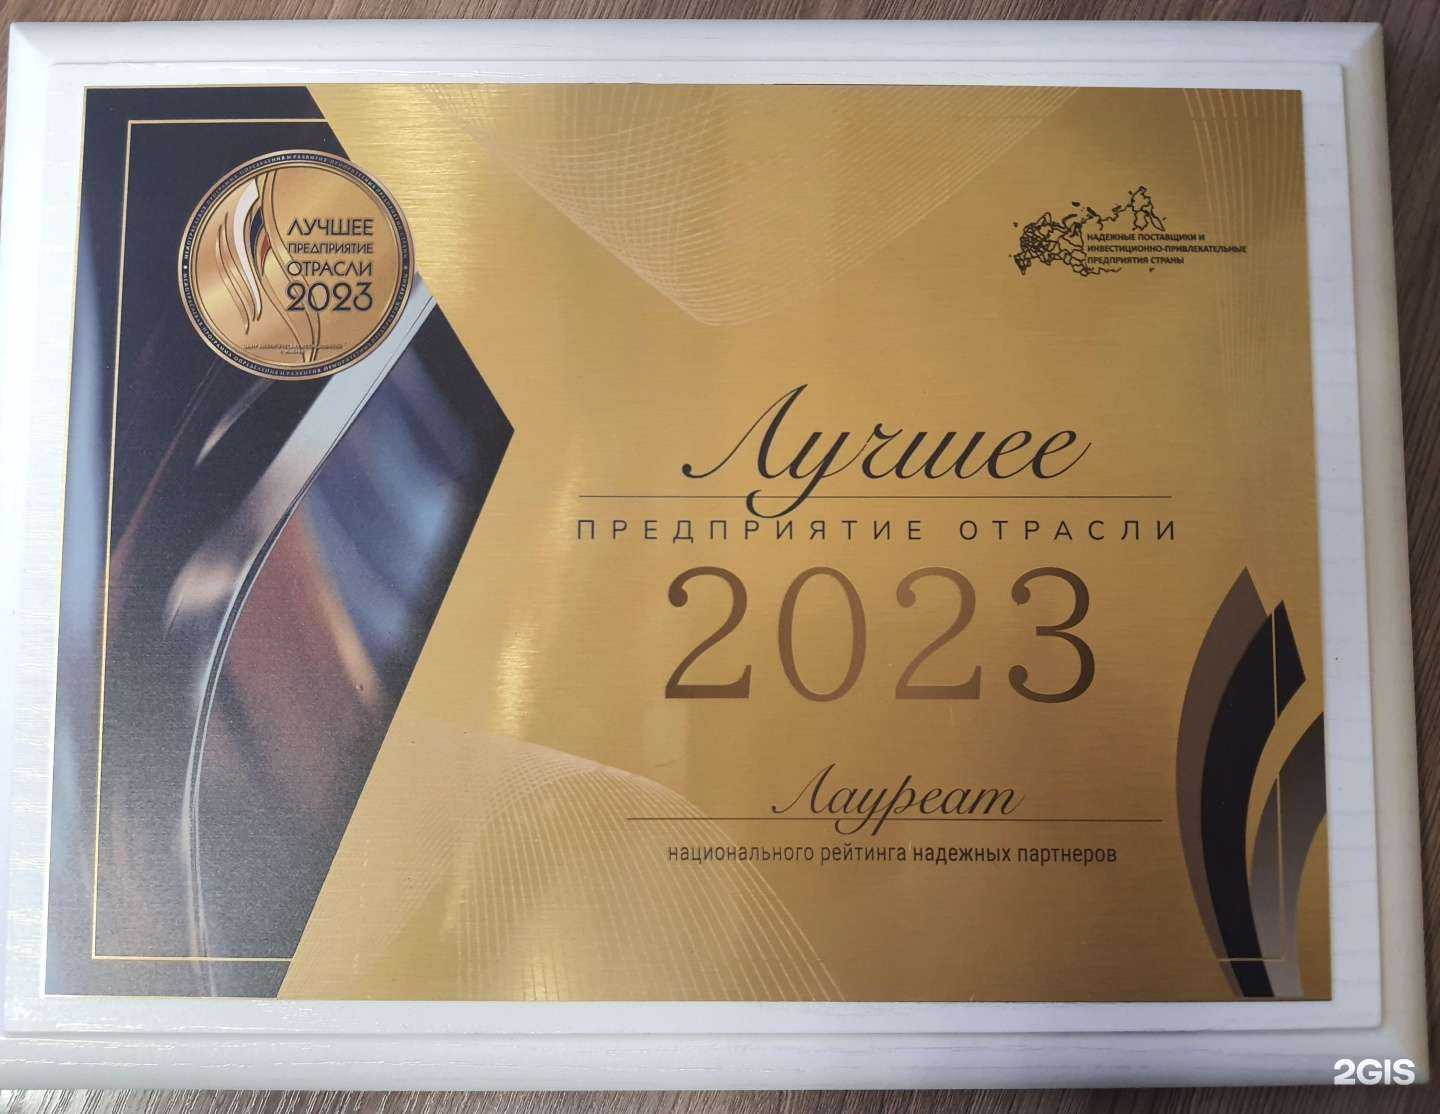 ЛУЧШЕЕ
ПРЕДПРИЯТИЕ
ОТРАСЛИ
2023
НАДЕЖНЫЕ ПОСТАВЩИКИ И
ИНВЕСТИЦИОННО-ПРИВЛЕКАТЕЛЬНЫЕ
ПРЕДПРИЯТИЯ СТРАНЫ
Лучшее
ПРЕДПРИЯТИЕ ОТРАСЛИ
2023
Лауреат
национального рейтинга надежных партнеров
2GIS